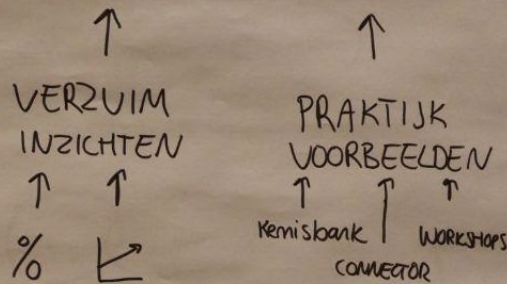 VERZUIM
INZICHTEN
%
PRAKTIJK
VOORBEELDEN
Kennisbank
WORKSHOPS
CONNECTOR